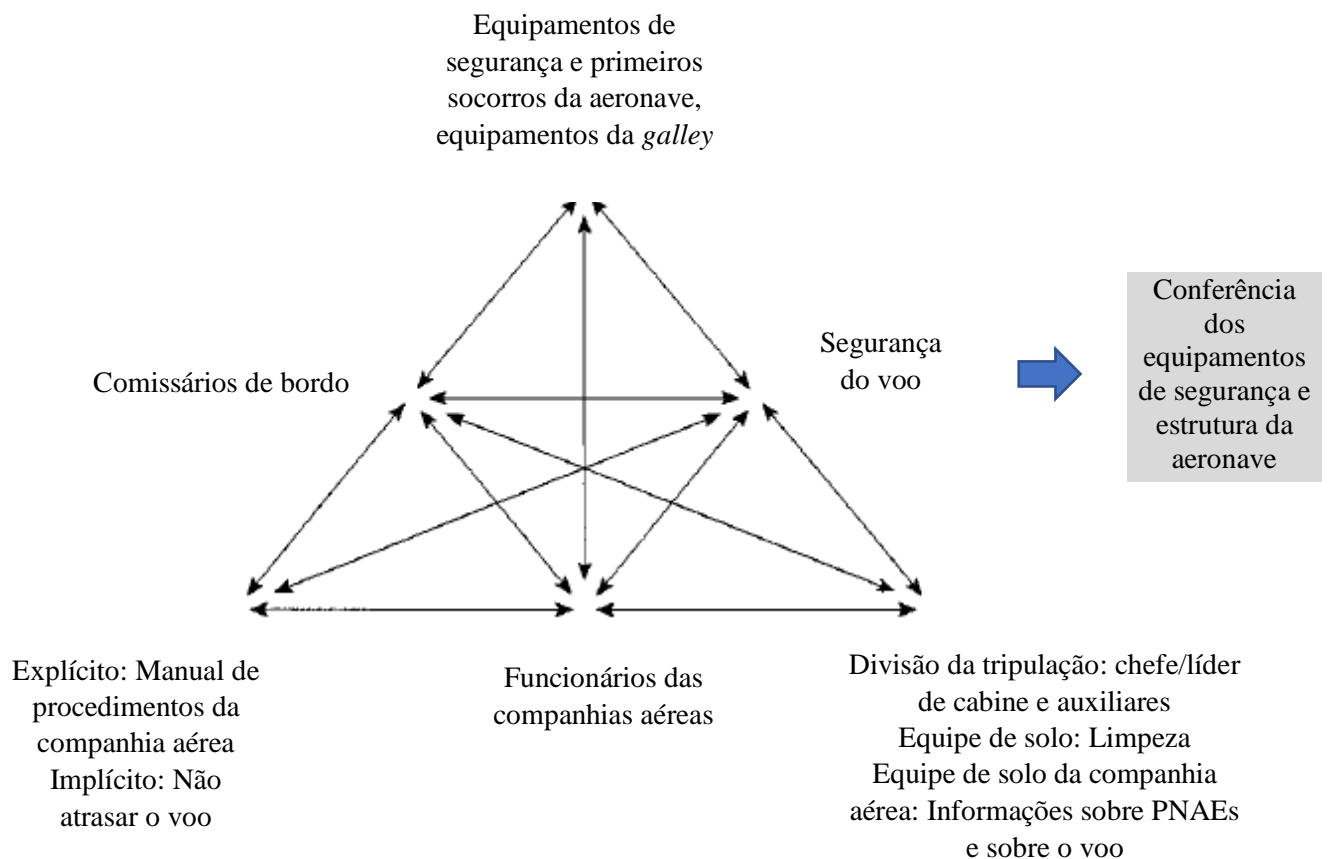 Equipamentos de
segurança e primeiros
socorros da aeronave,
equipamentos da galley
Comissários de bordo
Segurança
do voo
Conferência
dos
equipamentos
de segurança e
estrutura da
aeronave
Explícito: Manual de
procedimentos da
companhia aérea
Implícito: Não
atrasar o voo
Funcionários das
companhias aéreas
Divisão da tripulação: chefe/líder
de cabine e auxiliares
Equipe de solo: Limpeza
Equipe de solo da companhia
aérea: Informações sobre PNAEs
e sobre o voo